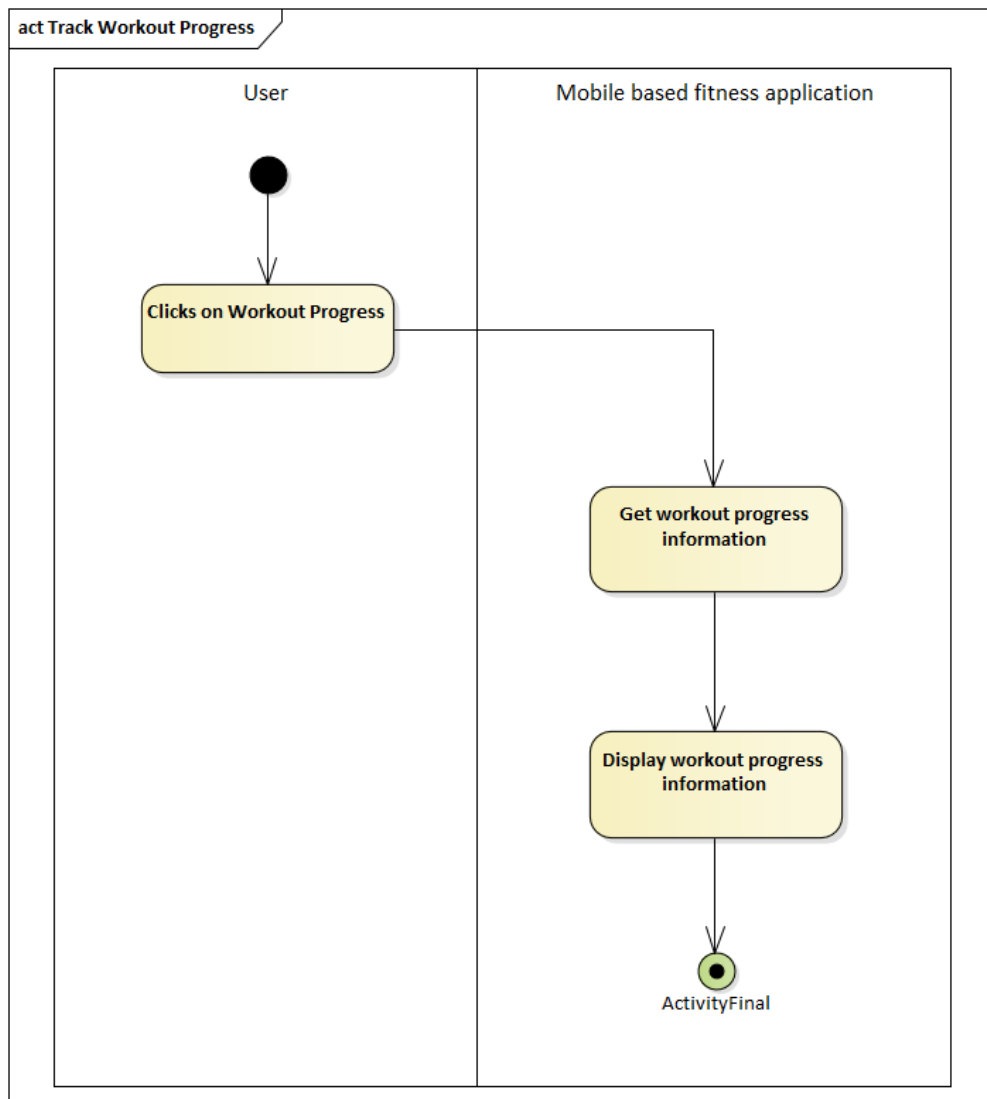 act Track Workout Progress
User
Mobile based fitness application
Clicks on Workout Progress
Get workout progress
information
Display workout progress
information
ActivityFinal